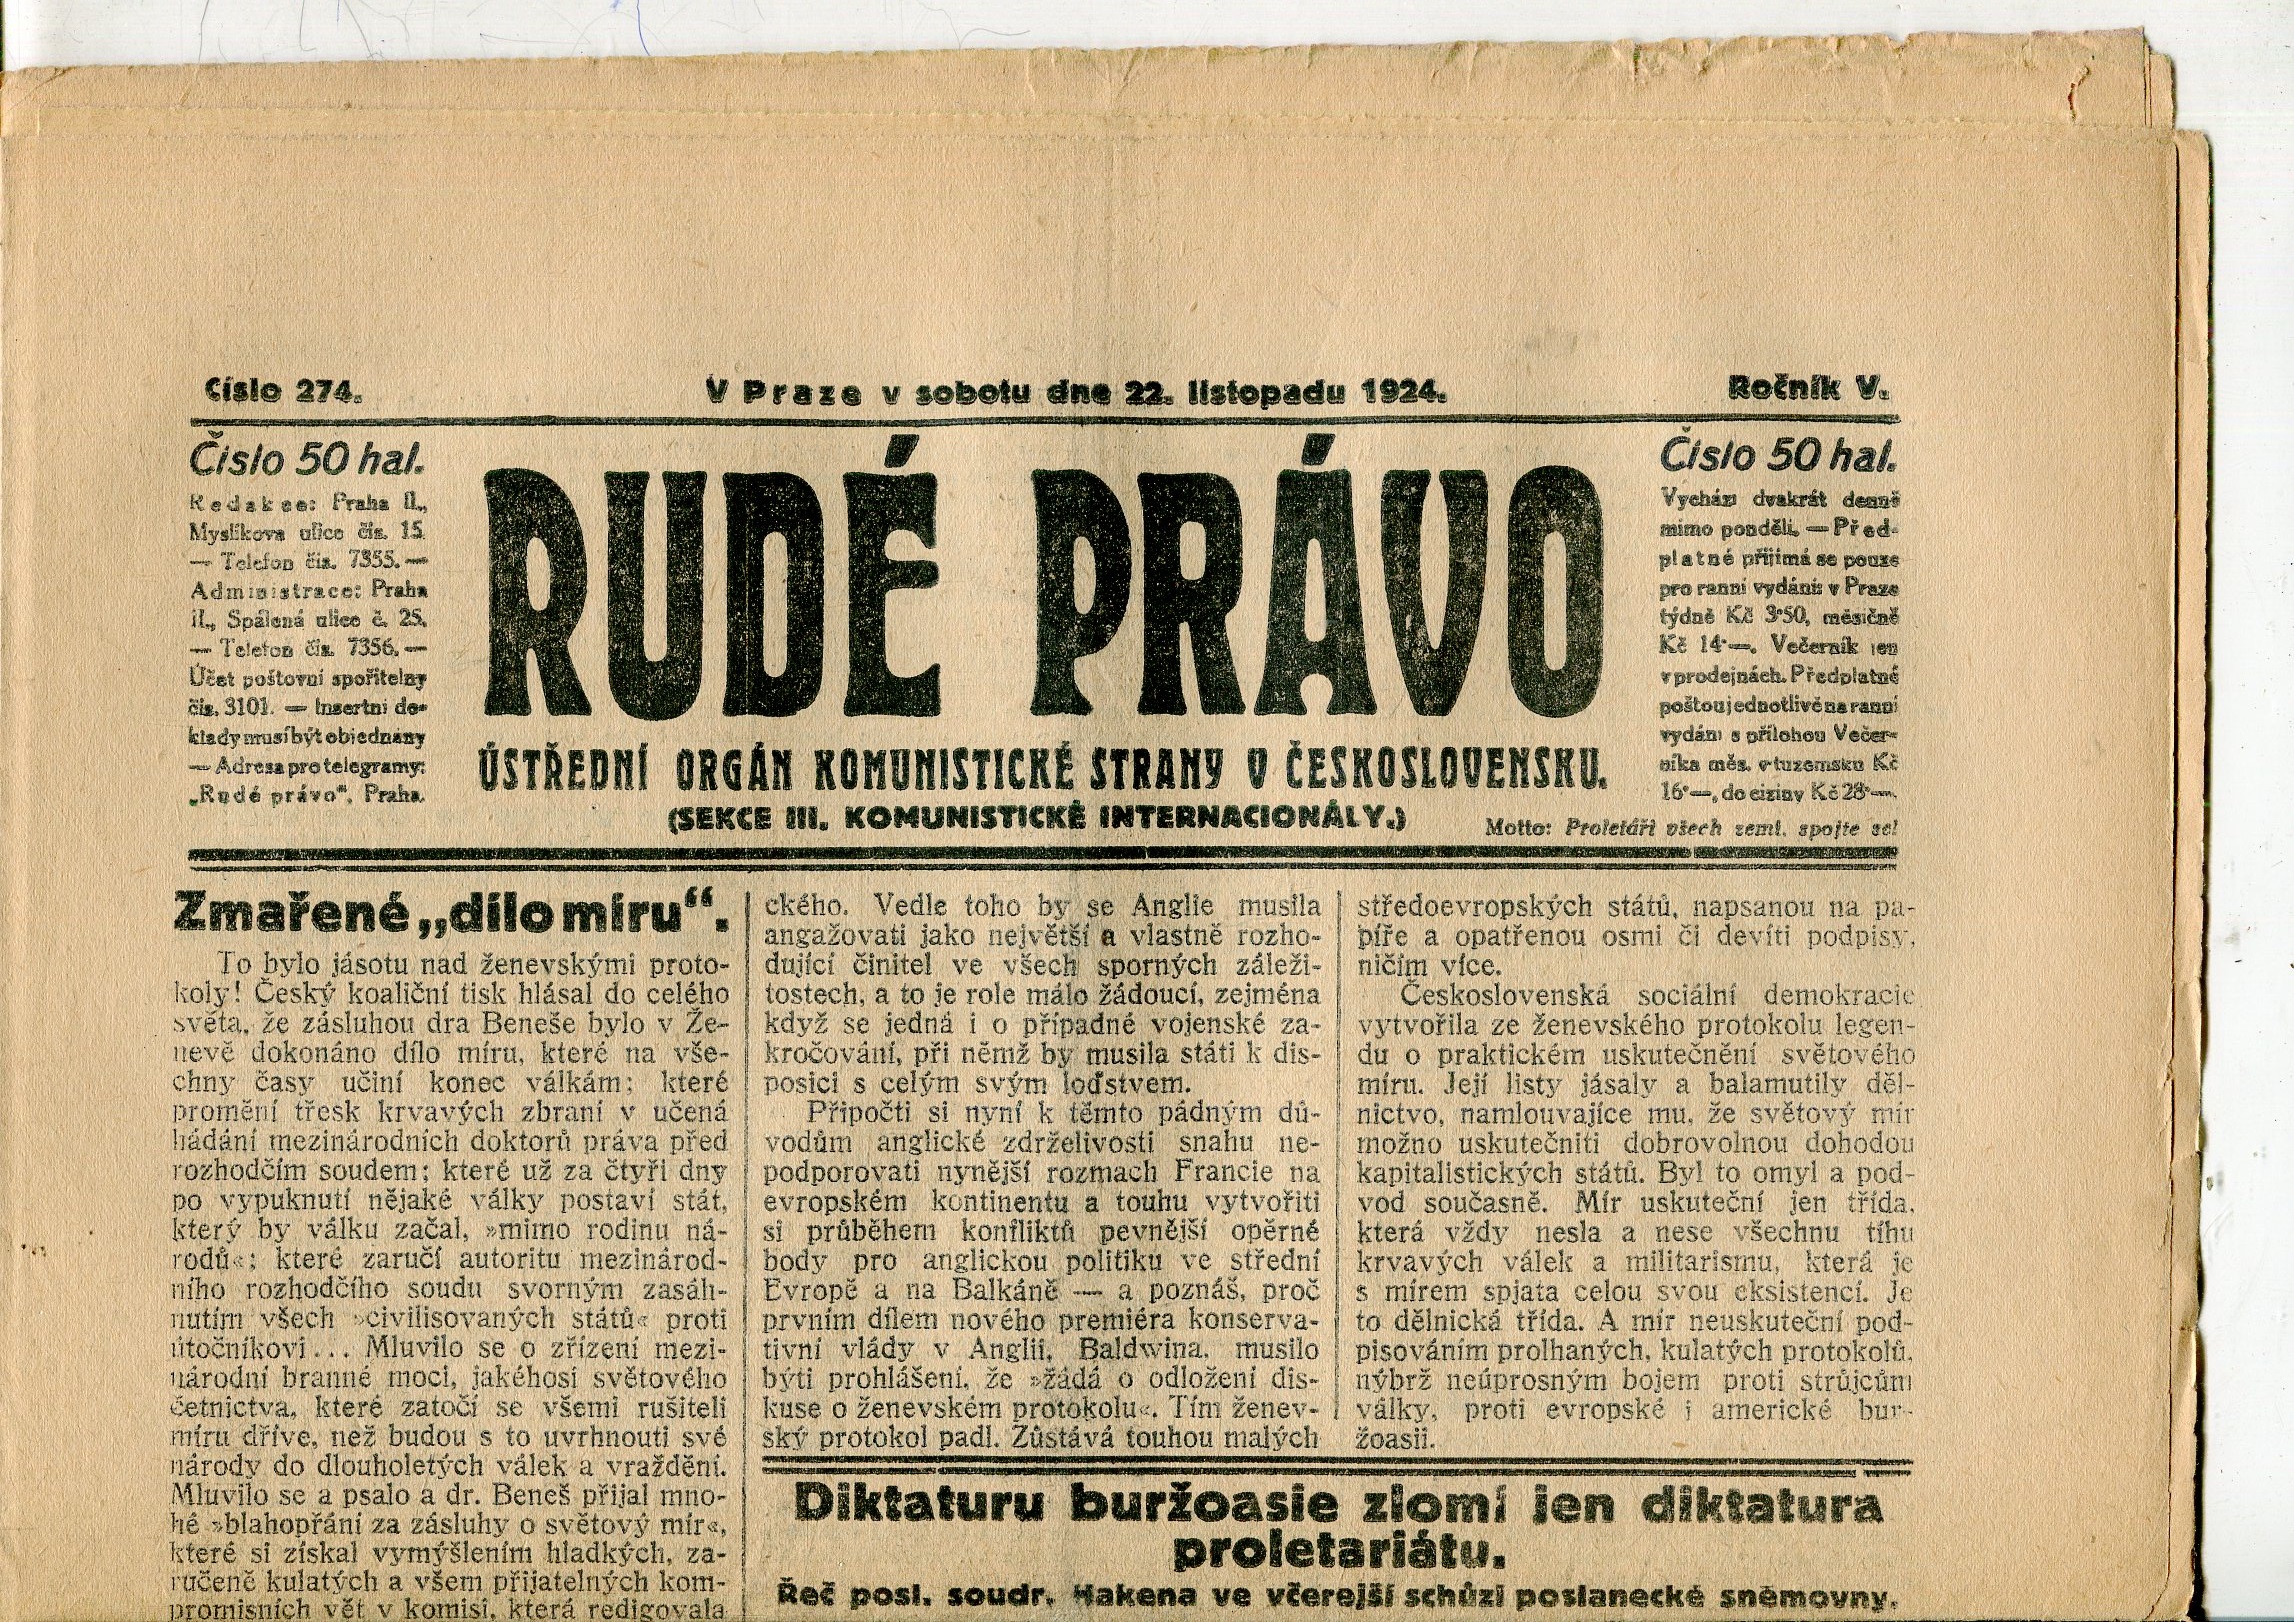 Číslo 274.
V Praze v sobotu dne 22. listopadu 1924.
Ročník V.
Číslo 50 hal.
Redakce: Praha II.,
Myslíkova ulice čís. 15.
— Telefon čís. 7355. —
Administrace: Praha
II., Spálená ulice č. 25.
— Telefon čís. 7356. —
Účet poštovní spořitelny
čís. 3101. — Insertní do-
klady musí být objednány
— Adresa pro telegramy:
„Rudé právo“, Praha.
RUDÉ PRÁVO
ÚSTŘEDNÍ ORGÁN KOMUNISTICKÉ STRANY V ČESKOSLOVENSKU.
(SEKCE III. KOMUNISTICKÉ INTERNACIONÁLY.)
Číslo 50 hal.
Vychází dvakrát denně
mimo pondělí. — Před-
platné přijímá se pouze
pro ranní vydání: v Praze
týdně Kč 3·50, měsíčně
Kč 14·—. Večerník jen
v prodejnách. Předplatné
poštou jednotlivě na ranní
vydání s přílohou Večer-
níka měs. v tuzemsku Kč
16·—, do ciziny Kč 28·—.
Motto: Proletáři všech zemí, spojte se!
Zmařené „dílo míru“.
To bylo jásotu nad ženevskými proto-
koly! Český koaliční tisk hlásal do celého
světa, že zásluhou dra Beneše bylo v Že-
nevě dokonáno dílo míru, které na vše-
chny časy učiní konec válkám; které
promění třesk krvavých zbraní v učená
hádání mezinárodních doktorů práva před
rozhodčím soudem; které už za čtyři dny
po vypuknutí nějaké války postaví stát,
který by válku začal, »mimo rodinu ná-
rodů«; které zaručí autoritu mezinárod-
ního rozhodčího soudu svorným zasáh-
nutím všech »civilisovaných států« proti
útočníkovi... Mluvilo se o zřízení mezi-
národní branné moci, jakéhosi světového
četnictva, které zatočí se všemi rušiteli
míru dříve, než budou s to uvrhnouti své
národy do dlouholetých válek a vraždění.
Mluvilo se a psalo a dr. Beneš přijal mno-
hé »blahopřání za zásluhy o světový mír«,
které si získal vymýšlením hladkých, za-
ručeně kulatých a všem přijatelných kom-
promisních vět v komisi, která redigovala
ckého. Vedle toho by se Anglie musila
angažovati jako největší a vlastně rozho-
dující činitel ve všech sporných záleži-
tostech, a to je role málo žádoucí, zejména
když se jedná i o případné vojenské za-
kročování, při němž by musila státi k dis-
posici s celým svým loďstvem.
Připočti si nyní k těmto pádným dů-
vodům anglické zdrželivosti snahu ne-
podporovati nynější rozmach Francie na
evropském kontinentu a touhu vytvořiti
si průběhem konfliktů pevnější opěrné
body pro anglickou politiku ve střední
Evropě a na Balkáně — a poznáš, proč
prvním dílem nového premiéra konserva-
tivní vlády v Anglii, Baldwina, musilo
býti prohlášení, že »žádá o odložení dis-
kuse o ženevském protokolu«. Tím ženev-
ský protokol padl. Zůstává touhou malých
středoevropských států, napsanou na pa-
píře a opatřenou osmi či devíti podpisy,
ničím více.
Československá sociální demokracie
vytvořila ze ženevského protokolu legen-
du o praktickém uskutečnění světového
míru. Její listy jásaly a balamutily děl-
nictvo, namlouvajíce mu, že světový mír
možno uskutečniti dobrovolnou dohodou
kapitalistických států. Byl to omyl a pod-
vod současně. Mír uskuteční jen třída,
která vždy nesla a nese všechnu tíhu
krvavých válek a militarismu, která je
s mírem spjata celou svou eksistencí. Je
to dělnická třída. A mír neuskuteční pod-
pisováním prolhaných, kulatých protokolů,
nýbrž neúprosným bojem proti strůjcům
války, proti evropské i americké bur-
žoasii.
Diktaturu buržoasie zlomí jen diktatura
proletariátu.
Řeč posl. soudr. Hakena ve včerejší schůzi poslanecké sněmovny.